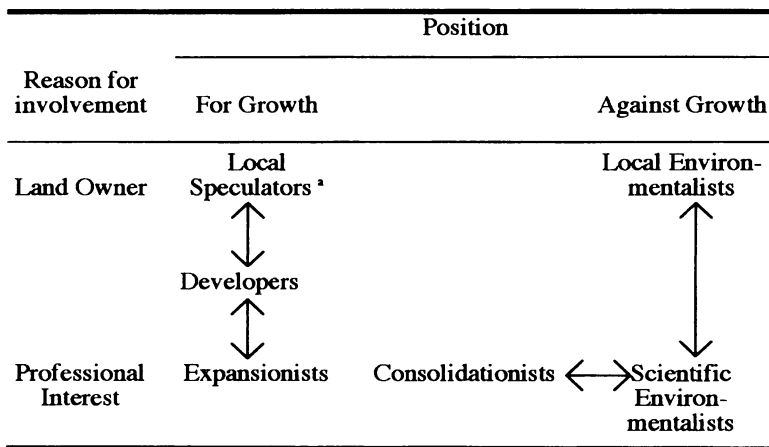 Position
Reason for
involvement For Growth Against Growth
Local Local Environ-
Land Owner Speculators ª mentalists
Developers
Professional Expansionists Consolidationists Scientific
Interest Environ-
mentalists